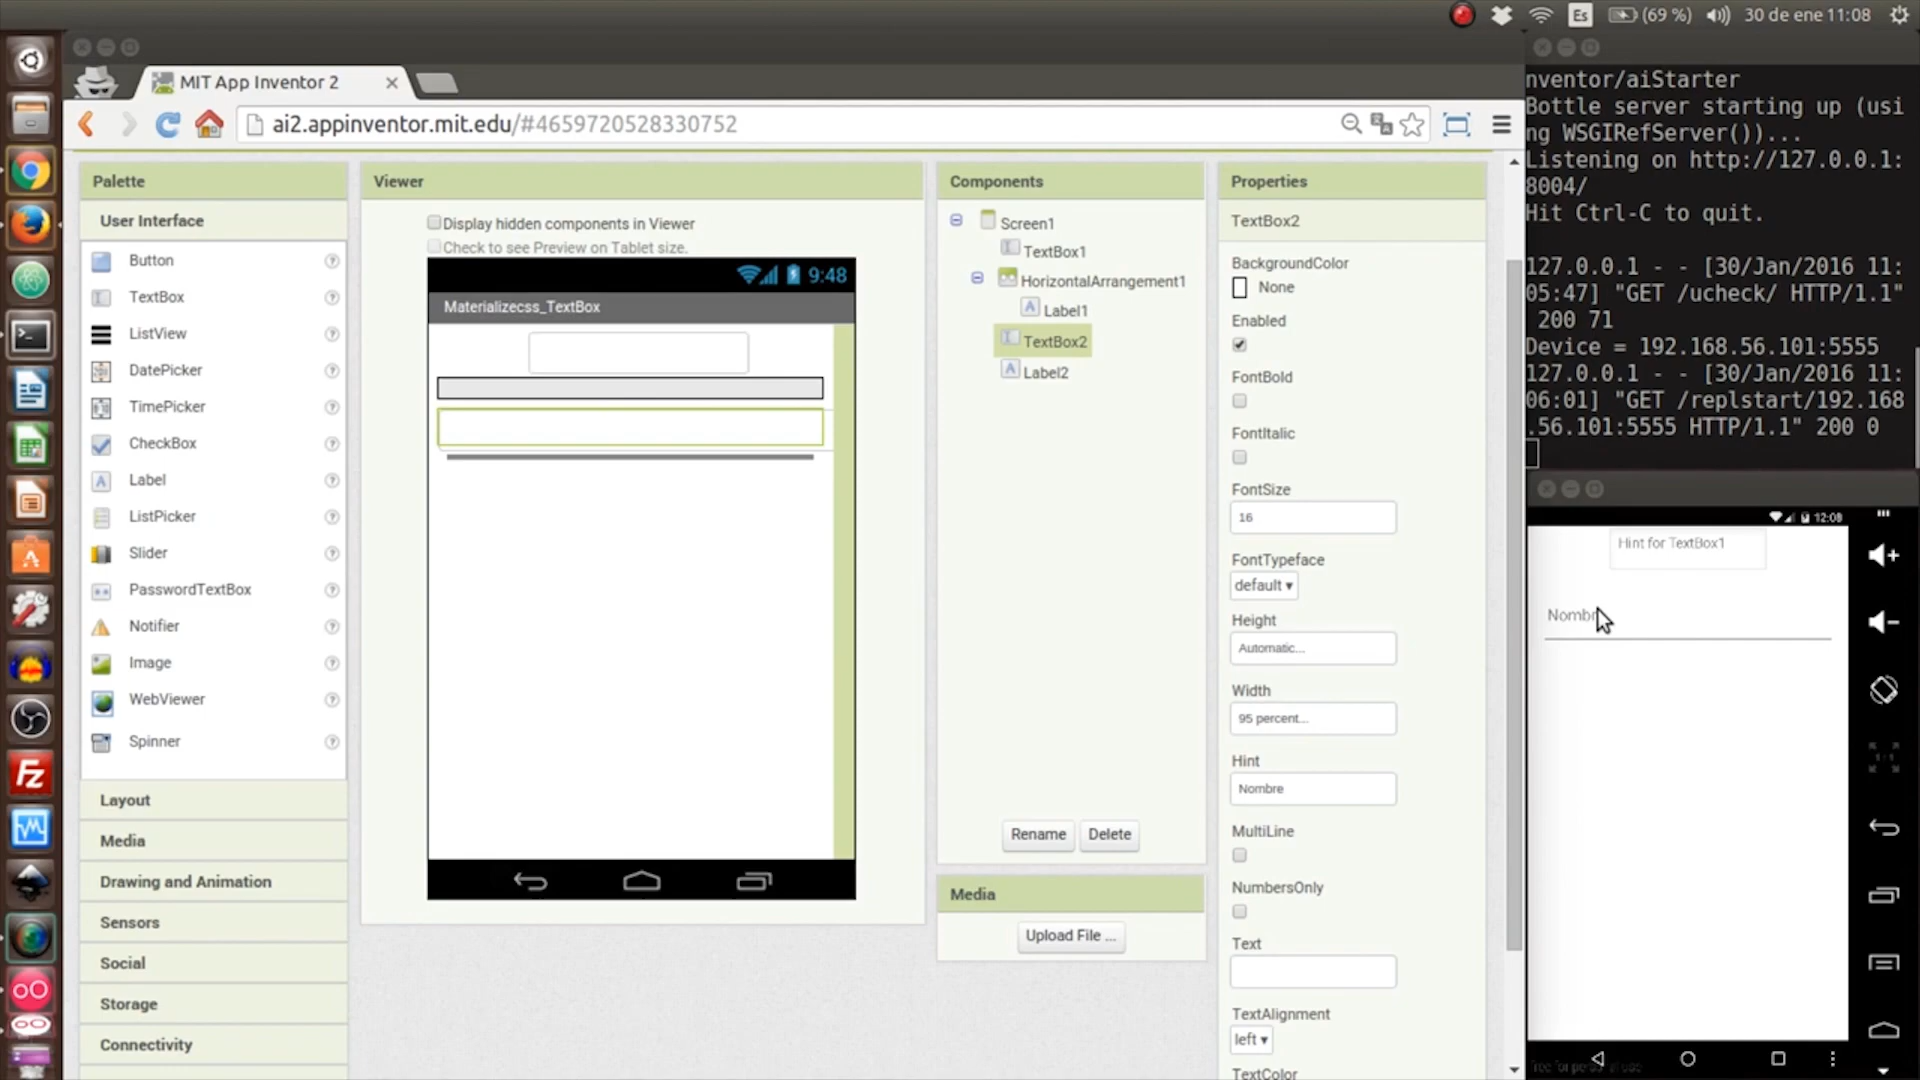 Es
(69 %)
30 de ene 11:08
MIT App Inventor 2
ai2.appinventor.mit.edu/#4659720528330752
Palette
User Interface
Button
TextBox
ListView
DatePicker
TimePicker
CheckBox
Label
ListPicker
Slider
PasswordTextBox
Notifier
Image
WebViewer
Spinner
Layout
Media
Drawing and Animation
Sensors
Social
Storage
Connectivity
Viewer
Display hidden components in Viewer
Check to see Preview on Tablet size.
9:48
Materializecss_TextBox
Components
Screen1
TextBox1
HorizontalArrangement1
Label1
TextBox2
Label2
Rename
Delete
Media
Upload File ...
Properties
TextBox2
BackgroundColor
None
Enabled
FontBold
FontItalic
FontSize
16
FontTypeface
default
Height
Automatic...
Width
95 percent...
Hint
Nombre
MultiLine
NumbersOnly
Text
TextAlignment
left
TextColor
nventor/aiStarter
Bottle server starting up (usi
ng WSGIRefServer())...
Listening on http://127.0.0.1:
8004/
Hit Ctrl-C to quit.
127.0.0.1 - - [30/Jan/2016 11:
05:47] "GET /ucheck/ HTTP/1.1"
200 71
Device = 192.168.56.101:5555
127.0.0.1 - - [30/Jan/2016 11:
06:01] "GET /replstart/192.168
.56.101:5555 HTTP/1.1" 200 0
12:08
Hint for TextBox1
Nombr